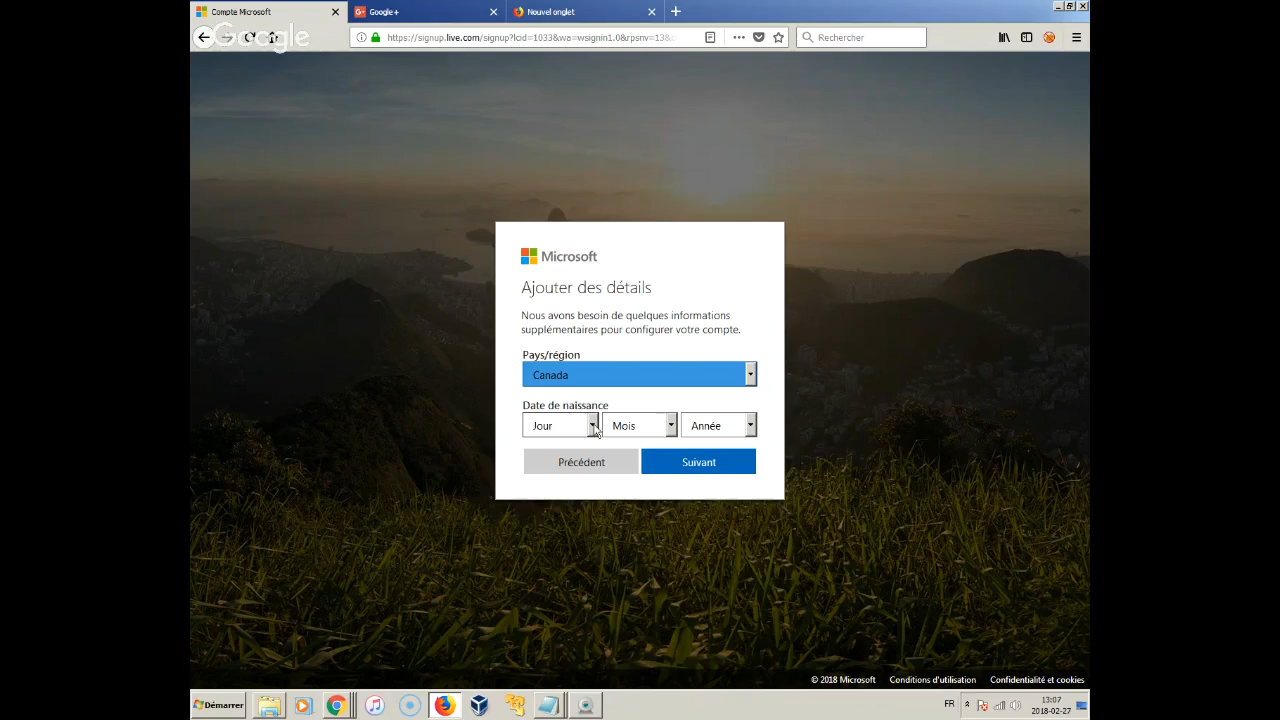 Compte Microsoft
Google+
Nouvel onglet
Google
https://signup.live.com/signup?lcid=1033&wa=wsignin1.0&rpsnv=13&
Rechercher
Microsoft
Ajouter des détails
Nous avons besoin de quelques informations
supplémentaires pour configurer votre compte.
Pays/région
Canada
Date de naissance
Jour Mois Année
Précédent Suivant
© 2018 Microsoft Conditions d'utilisation Confidentialité et cookies
Démarrer
FR
13:07
2018-02-27